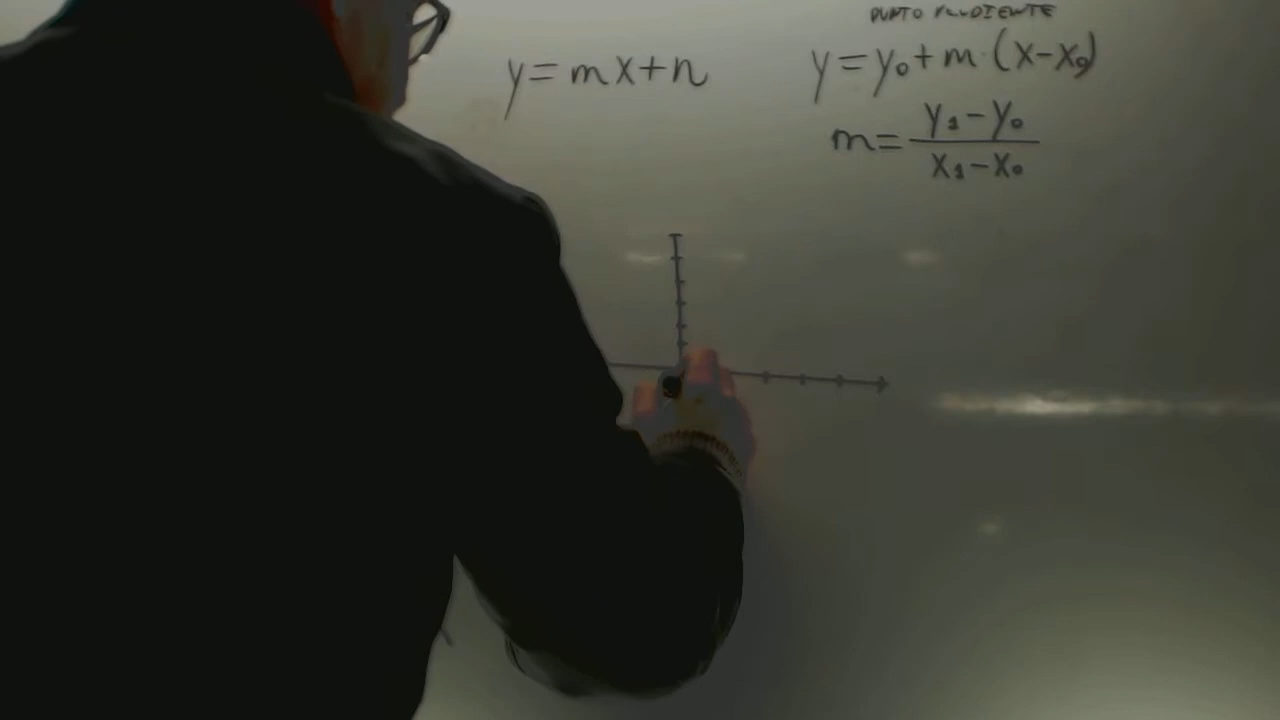 PUNTO PENDIENTE
y = mx + n
y = y₀ + m (x - x₀)
m = (y₁ - y₀) / (x₁ - x₀)